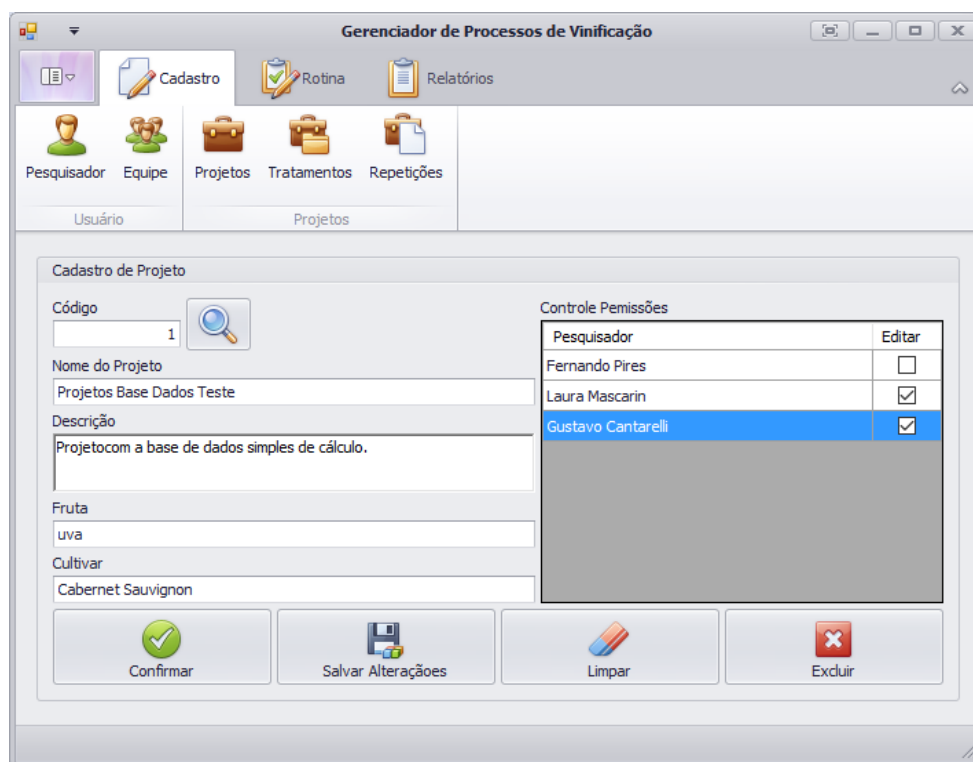 Gerenciador de Processos de Vinificação
Cadastro
Rotina
Relatórios
Pesquisador
Equipe
Projetos
Tratamentos
Repetições
Usuário
Projetos
Cadastro de Projeto
Código
1
Nome do Projeto
Projetos Base Dados Teste
Descrição
Projetocom a base de dados simples de cálculo.
Fruta
uva
Cultivar
Cabernet Sauvignon
Controle Pemissões
Pesquisador Editar
Fernando Pires
Laura Mascarin
Gustavo Cantarelli
Confirmar
Salvar Alteraçãoes
Limpar
Excluir